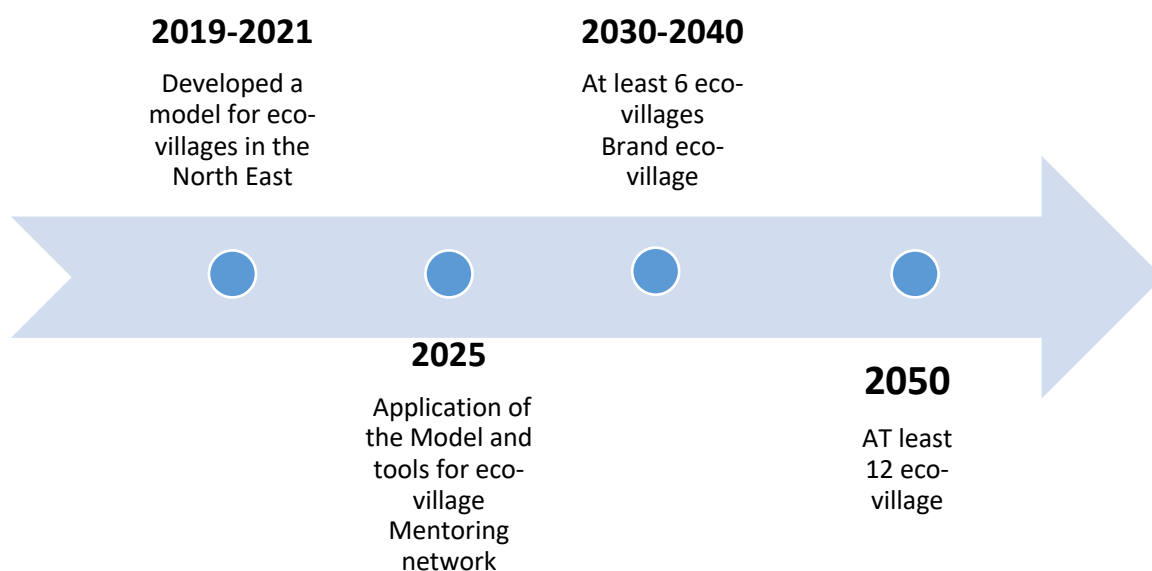 2019-2021
Developed a
model for eco-
villages in the
North East
2030-2040
At least 6 eco-
villages
Brand eco-
village
2025
Application of
the Model and
tools for eco-
village
Mentoring
network
2050
AT least
12 eco-
village